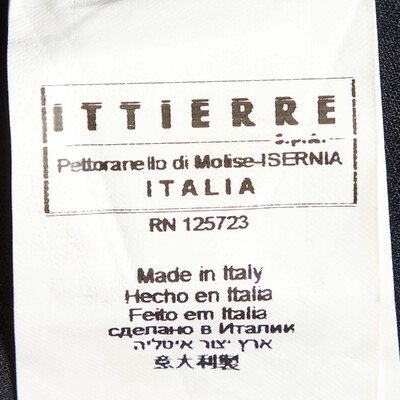 ITTIERRE
S.p.A.
Pettoranello di Molise-ISERNIA
ITALIA
RN 125723
Made in Italy
Hecho en Italia
Feito em Italia
сделано в Италии
ארץ יצור איטליה
意大利製